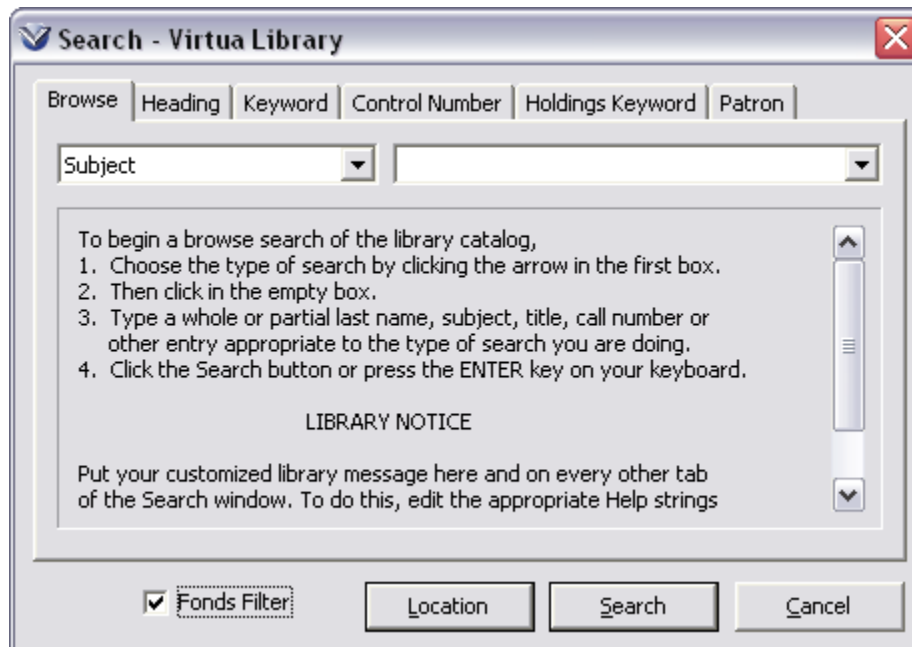 Search - Virtua Library
Browse Heading Keyword Control Number Holdings Keyword Patron
Subject
To begin a browse search of the library catalog,
1. Choose the type of search by clicking the arrow in the first box.
2. Then click in the empty box.
3. Type a whole or partial last name, subject, title, call number or
other entry appropriate to the type of search you are doing.
4. Click the Search button or press the ENTER key on your keyboard.
LIBRARY NOTICE
Put your customized library message here and on every other tab
of the Search window. To do this, edit the appropriate Help strings
Fonds Filter Location Search Cancel